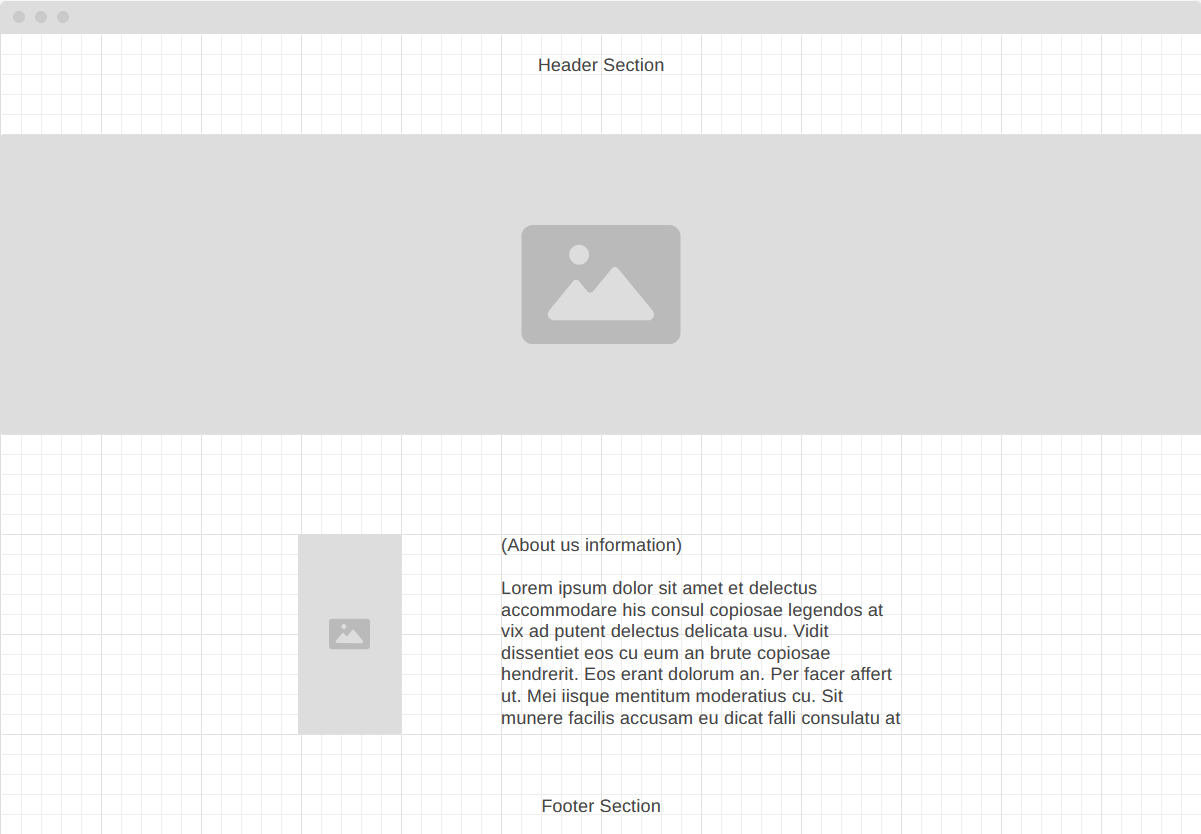 Header Section
(About us information)
Lorem ipsum dolor sit amet et delectus
accommodare his consul copiosae legendos at
vix ad putent delectus delicata usu. Vidit
dissentiet eos cu eum an brute copiosae
hendrerit. Eos erant dolorum an. Per facer affert
ut. Mei iisque mentitum moderatius cu. Sit
munere facilis accusam eu dicat falli consulatu at
Footer Section